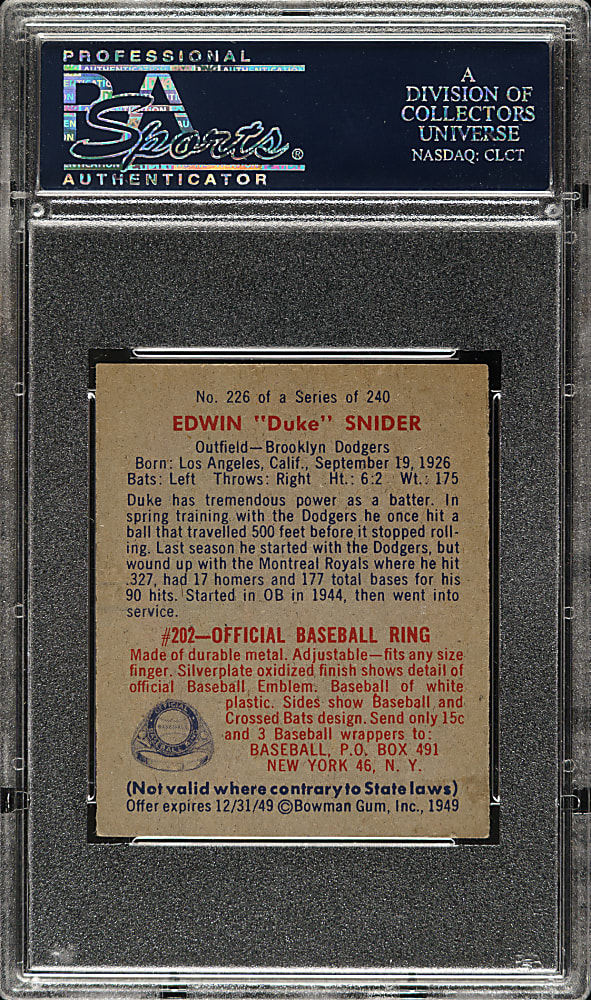 PROFESSIONAL
PSA
Sports®
AUTHENTICATOR
A
DIVISION OF
COLLECTORS
UNIVERSE
NASDAQ: CLCT
No. 226 of a Series of 240
EDWIN "Duke" SNIDER
Outfield—Brooklyn Dodgers
Born: Los Angeles, Calif., September 19, 1926
Bats: Left Throws: Right Ht.: 6:2 Wt.: 175
Duke has tremendous power as a batter. In
spring training with the Dodgers he once hit a
ball that travelled 500 feet before it stopped roll-
ing. Last season he started with the Dodgers, but
wound up with the Montreal Royals where he hit
.327, had 17 homers and 177 total bases for his
90 hits. Started in OB in 1944, then went into
service.
#202—OFFICIAL BASEBALL RING
Made of durable metal. Adjustable—fits any size
finger. Silverplate oxidized finish shows detail of
official Baseball Emblem. Baseball of white
plastic. Sides show Baseball and
Crossed Bats design. Send only 15c
and 3 Baseball wrappers to:
BASEBALL, P.O. BOX 491
NEW YORK 46, N. Y.
(Not valid where contrary to State laws)
Offer expires 12/31/49 ©Bowman Gum, Inc., 1949